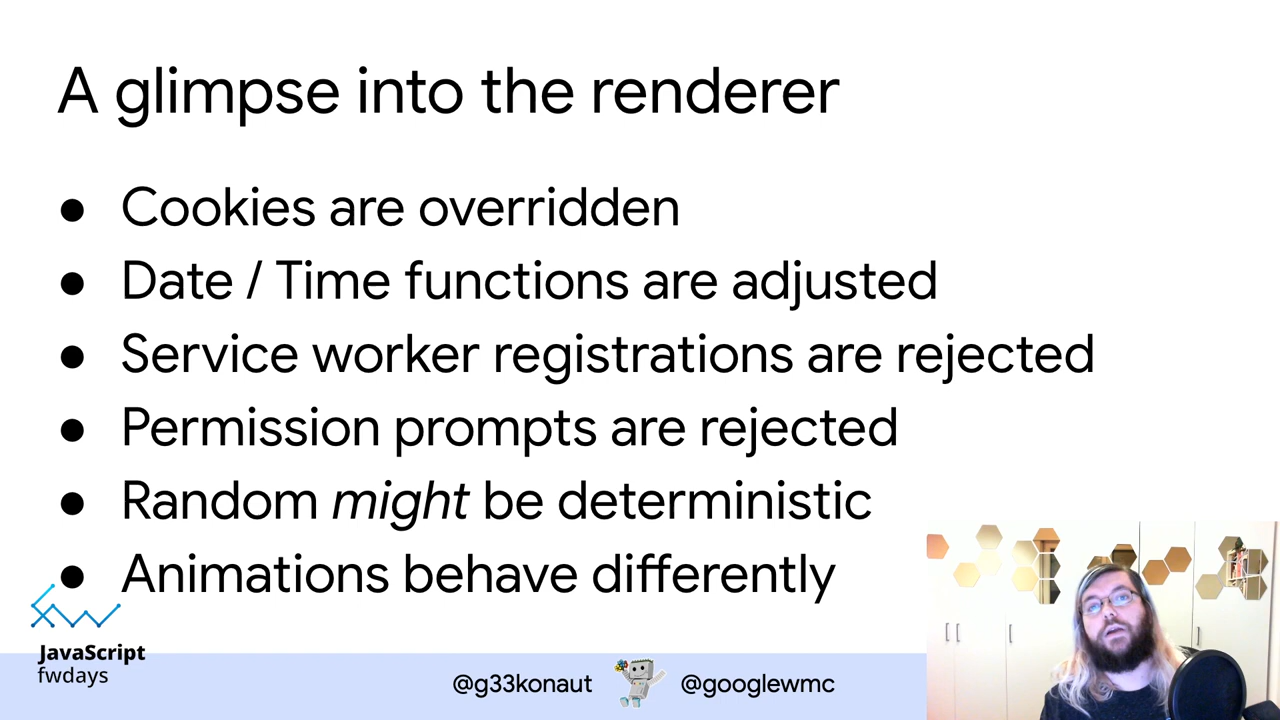 A glimpse into the renderer
● Cookies are overridden
● Date / Time functions are adjusted
● Service worker registrations are rejected
● Permission prompts are rejected
● Random might be deterministic
● Animations behave differently
JavaScript
fwdays
@g33konaut @googlewmc